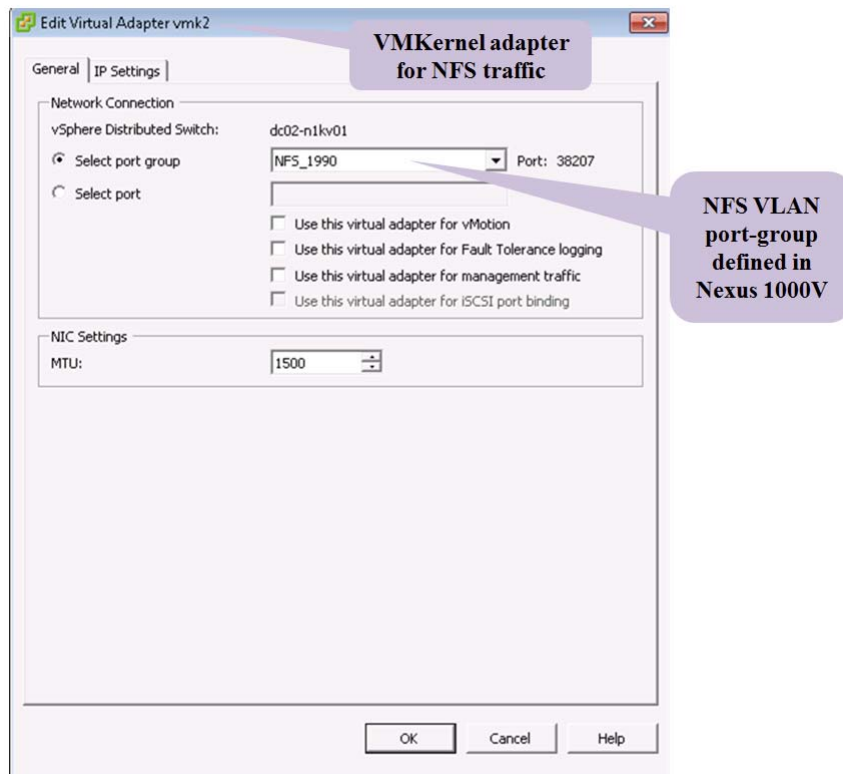 Edit Virtual Adapter vmk2
VMKernel adapter
for NFS traffic
General
IP Settings
Network Connection
vSphere Distributed Switch: dc02-n1kv01
Select port group NFS_1990 Port: 38207
Select port
Use this virtual adapter for vMotion
Use this virtual adapter for Fault Tolerance logging
Use this virtual adapter for management traffic
Use this virtual adapter for iSCSI port binding
NFS VLAN
port-group
defined in
Nexus 1000V
NIC Settings
MTU: 1500
OK Cancel Help